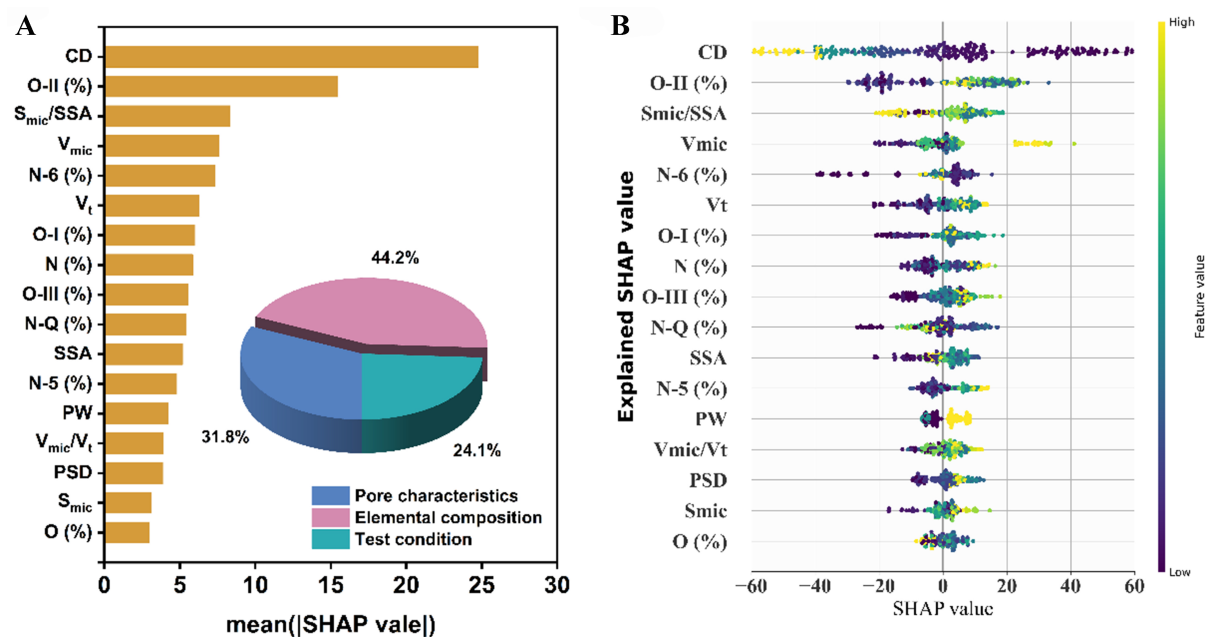 A
CD
O-II (%)
Smic/SSA
Vmic
N-6 (%)
Vt
O-I (%)
N (%)
O-III (%)
N-Q (%)
SSA
N-5 (%)
PW
Vmic/Vt
PSD
Smic
O (%)
44.2%
31.8%
24.1%
Pore characteristics
Elemental composition
Test condition
0 5 10 15 20 25 30
mean(|SHAP vale|)
B
Explained SHAP value
CD
O-II (%)
Smic/SSA
Vmic
N-6 (%)
Vt
O-I (%)
N (%)
O-III (%)
N-Q (%)
SSA
N-5 (%)
PW
Vmic/Vt
PSD
Smic
O (%)
−60 −40 −20 0 20 40 60
SHAP value
High
Feature value
Low